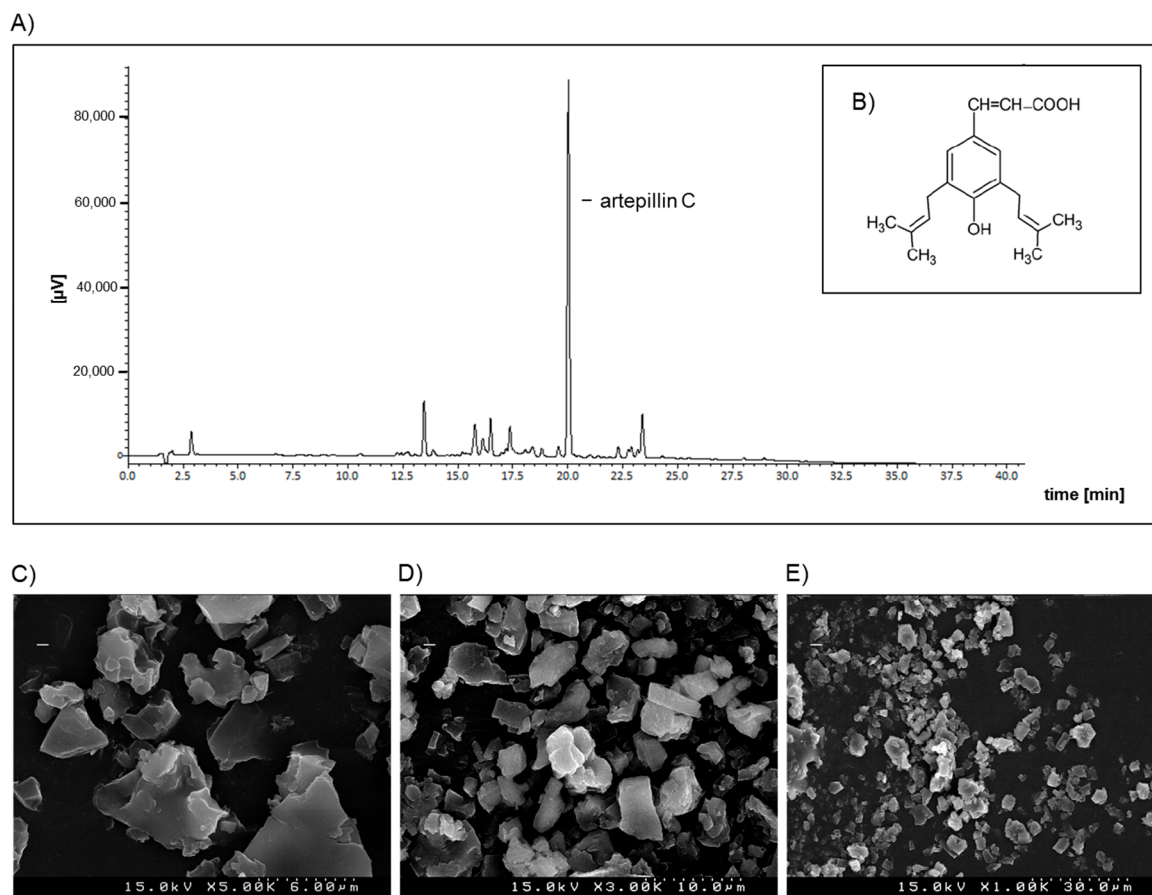 A)
80,000
60,000
40,000
20,000
0
[µV]
0.0 2.5 5.0 7.5 10.0 12.5 15.0 17.5 20.0 22.5 25.0 27.5 30.0 32.5 35.0 37.5 40.0
time [min]
– artepillin C
B)
CH=CH–COOH
H3C
CH3
OH
CH3
H3C
C)
15.0kV X5.00K 6.00µm
D)
15.0kV X3.00K 10.0µm
E)
15.0kV X1.00K 30.0µm